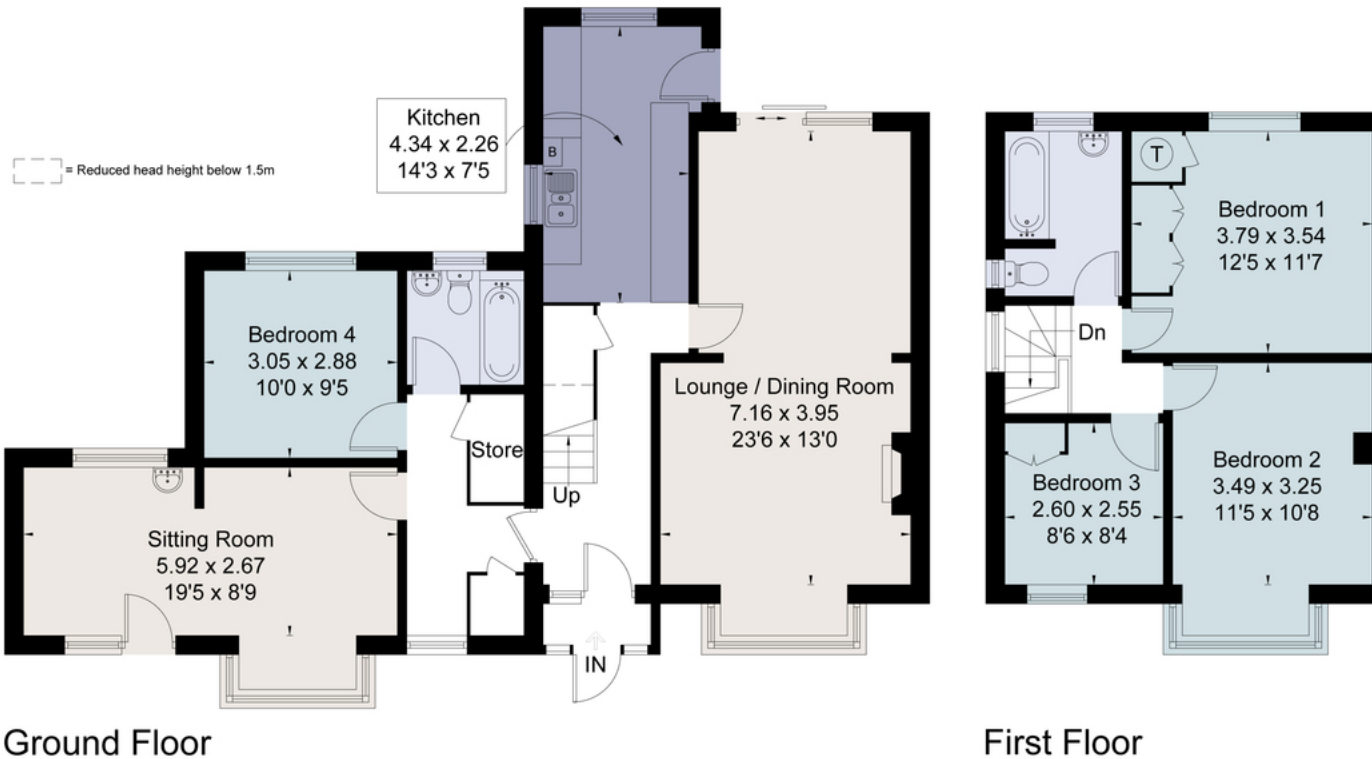 Kitchen
4.34 x 2.26
14'3 x 7'5
B
= Reduced head height below 1.5m
T
Bedroom 1
3.79 x 3.54
12'5 x 11'7
Bedroom 4
3.05 x 2.88
10'0 x 9'5
Dn
Lounge / Dining Room
7.16 x 3.95
23'6 x 13'0
Store
Up
Bedroom 3
2.60 x 2.55
8'6 x 8'4
Bedroom 2
3.49 x 3.25
11'5 x 10'8
Sitting Room
5.92 x 2.67
19'5 x 8'9
IN
Ground Floor
First Floor